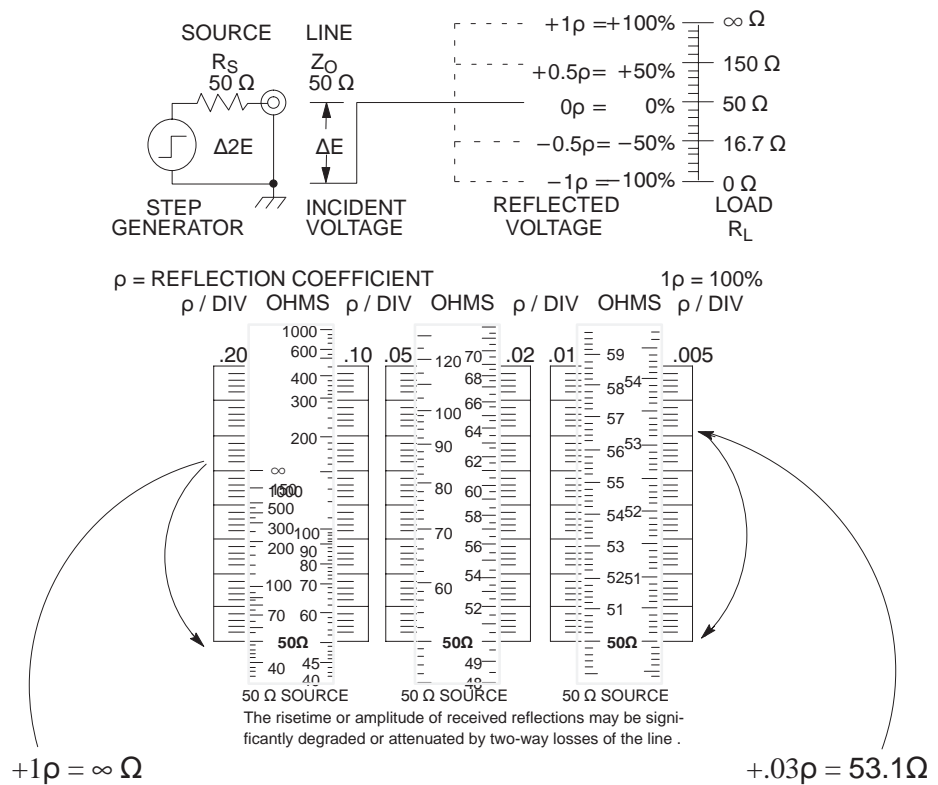 SOURCE LINE
R_S Z_O
50 Ω 50 Ω
Δ2E ΔE
STEP GENERATOR
INCIDENT VOLTAGE
+1ρ = +100% ∞ Ω
+0.5ρ = +50% 150 Ω
0ρ = 0% 50 Ω
−0.5ρ = −50% 16.7 Ω
−1ρ = −100% 0 Ω
REFLECTED VOLTAGE
LOAD R_L
ρ = REFLECTION COEFFICIENT 1ρ = 100%
ρ / DIV OHMS ρ / DIV OHMS ρ / DIV OHMS ρ / DIV
.20 .10 .05 .02 .01 .005
1000
600
400
300
200
∞
150
1000
500
300 100
200 90
80
100 70
70 60
50Ω
40 45
40
120 70
68
66
100 64
90 62
80 60
58
70 56
54
60 52
50Ω
49
48
59
58 54
57
56 53
55
54 52
53
52 51
51
50Ω
50 Ω SOURCE 50 Ω SOURCE 50 Ω SOURCE
The risetime or amplitude of received reflections may be signi-
ficantly degraded or attenuated by two-way losses of the line .
+1ρ = ∞ Ω +.03ρ = 53.1Ω